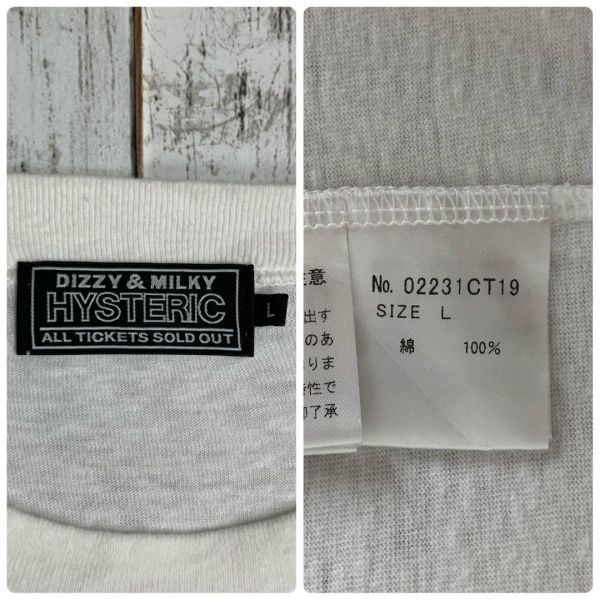 DIZZY & MILKY
HYSTERIC
ALL TICKETS SOLD OUT
L
意
出す
のあ
りま
性で
了承
No. 02231CT19
SIZE L
綿 100%